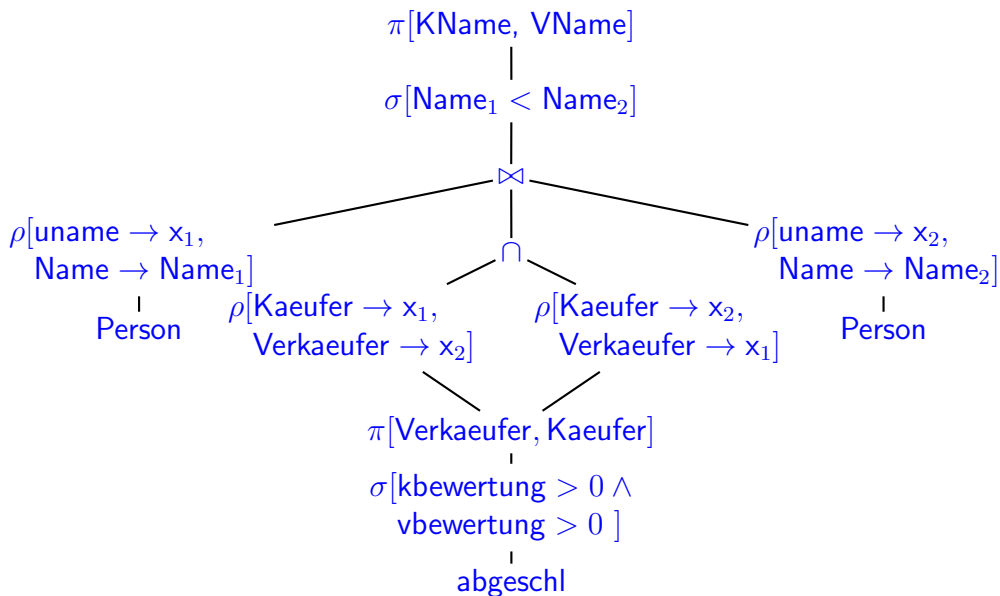 π[KName, VName]
σ[Name₁ < Name₂]
⋈
ρ[uname → x₁,
Name → Name₁]
Person
∩
ρ[Kaeufer → x₁,
Verkaeufer → x₂]
ρ[Kaeufer → x₂,
Verkaeufer → x₁]
ρ[uname → x₂,
Name → Name₂]
Person
π[Verkaeufer, Kaeufer]
σ[kbewertung > 0 ∧
vbewertung > 0 ]
abgeschl